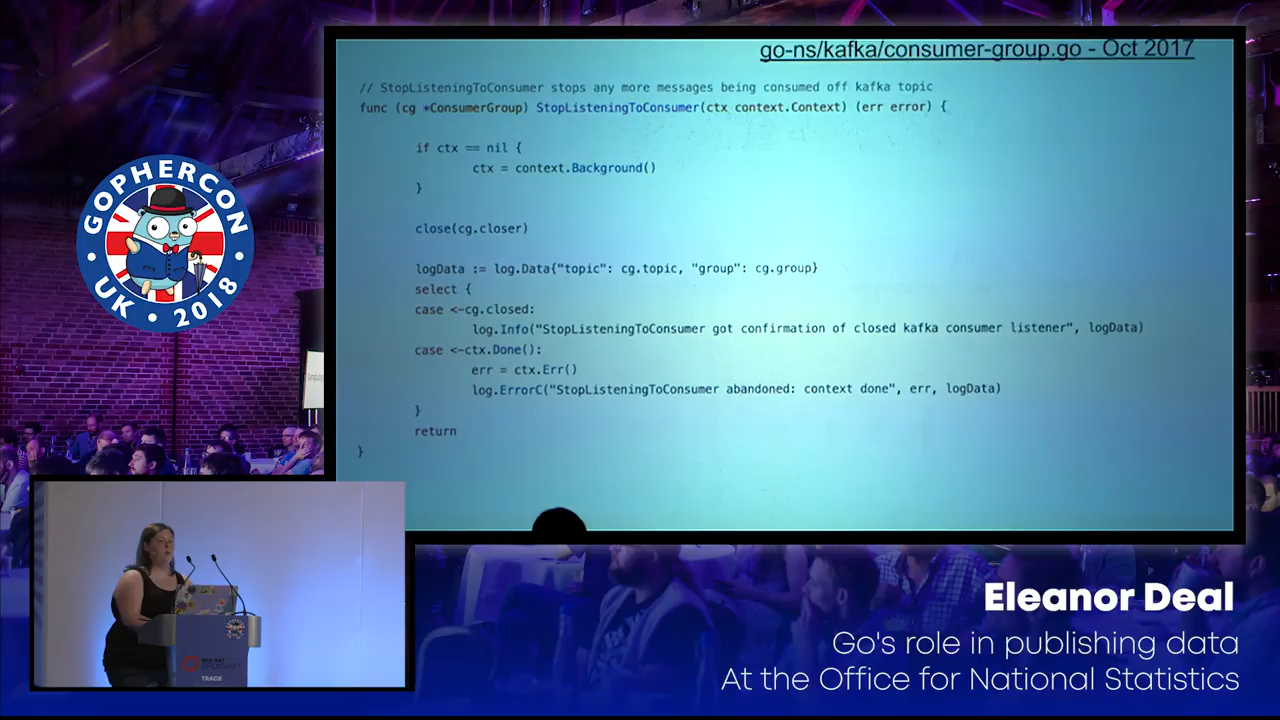 go-ns/kafka/consumer-group.go - Oct 2017
// StopListeningToConsumer stops any more messages being consumed off kafka topic
func (cg *ConsumerGroup) StopListeningToConsumer(ctx context.Context) (err error) {
if ctx == nil {
ctx = context.Background()
}
close(cg.closer)
logData := log.Data{"topic": cg.topic, "group": cg.group}
select {
case <-cg.closed:
log.Info("StopListeningToConsumer got confirmation of closed kafka consumer listener", logData)
case <-ctx.Done():
err = ctx.Err()
log.ErrorC("StopListeningToConsumer abandoned: context done", err, logData)
}
return
}
GOPHERCON
UK • 2018
RED HAT
OPENSHIFT
TRACK
Eleanor Deal
Go's role in publishing data
At the Office for National Statistics